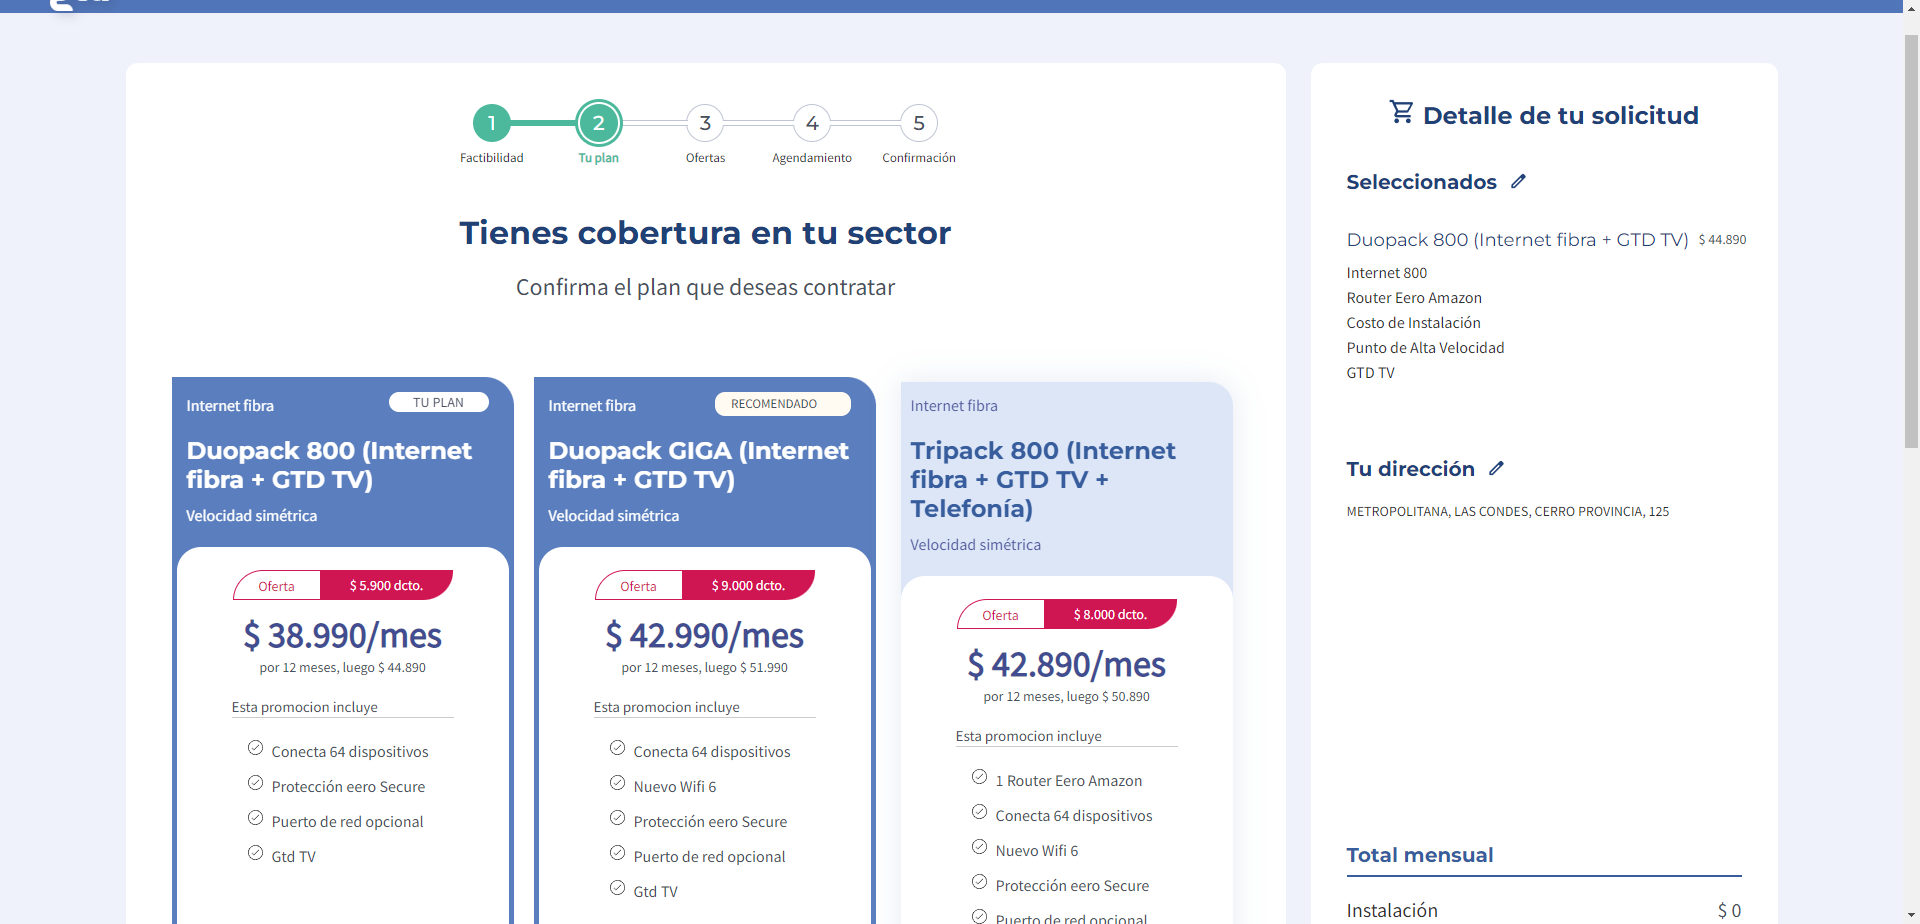 1
2
3
4
5
Factibilidad
Tu plan
Ofertas
Agendamiento
Confirmación
Tienes cobertura en tu sector
Confirma el plan que deseas contratar
Internet fibra
TU PLAN
Duopack 800 (Internet
fibra + GTD TV)
Velocidad simétrica
Oferta
$ 5.900 dcto.
$ 38.990/mes
por 12 meses, luego $ 44.890
Esta promocion incluye
Conecta 64 dispositivos
Protección eero Secure
Puerto de red opcional
Gtd TV
Internet fibra
RECOMENDADO
Duopack GIGA (Internet
fibra + GTD TV)
Velocidad simétrica
Oferta
$ 9.000 dcto.
$ 42.990/mes
por 12 meses, luego $ 51.990
Esta promocion incluye
Conecta 64 dispositivos
Nuevo Wifi 6
Protección eero Secure
Puerto de red opcional
Gtd TV
Internet fibra
Tripack 800 (Internet
fibra + GTD TV +
Telefonía)
Velocidad simétrica
Oferta
$ 8.000 dcto.
$ 42.890/mes
por 12 meses, luego $ 50.890
Esta promocion incluye
1 Router Eero Amazon
Conecta 64 dispositivos
Nuevo Wifi 6
Protección eero Secure
Puerto de red opcional
Detalle de tu solicitud
Seleccionados
Duopack 800 (Internet fibra + GTD TV) $ 44.890
Internet 800
Router Eero Amazon
Costo de Instalación
Punto de Alta Velocidad
GTD TV
Tu dirección
METROPOLITANA, LAS CONDES, CERRO PROVINCIA, 125
Total mensual
Instalación $ 0